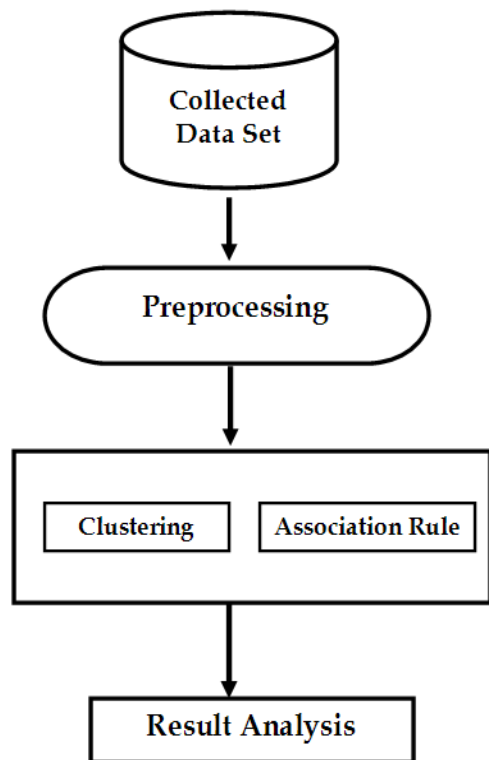 Collected
Data Set
Preprocessing
Clustering
Association Rule
Result Analysis